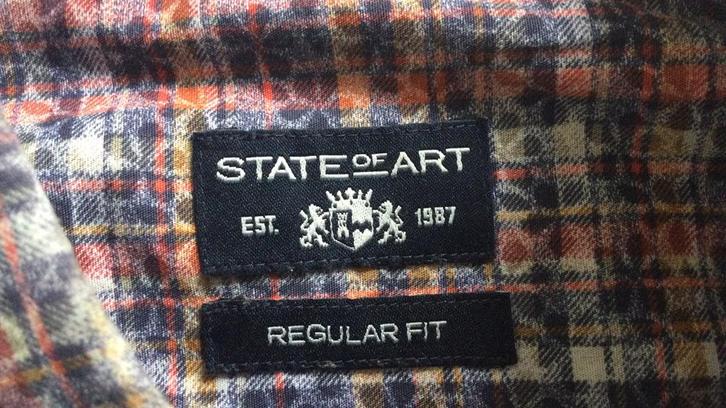 STATE OF ART
EST. 1987
REGULAR FIT